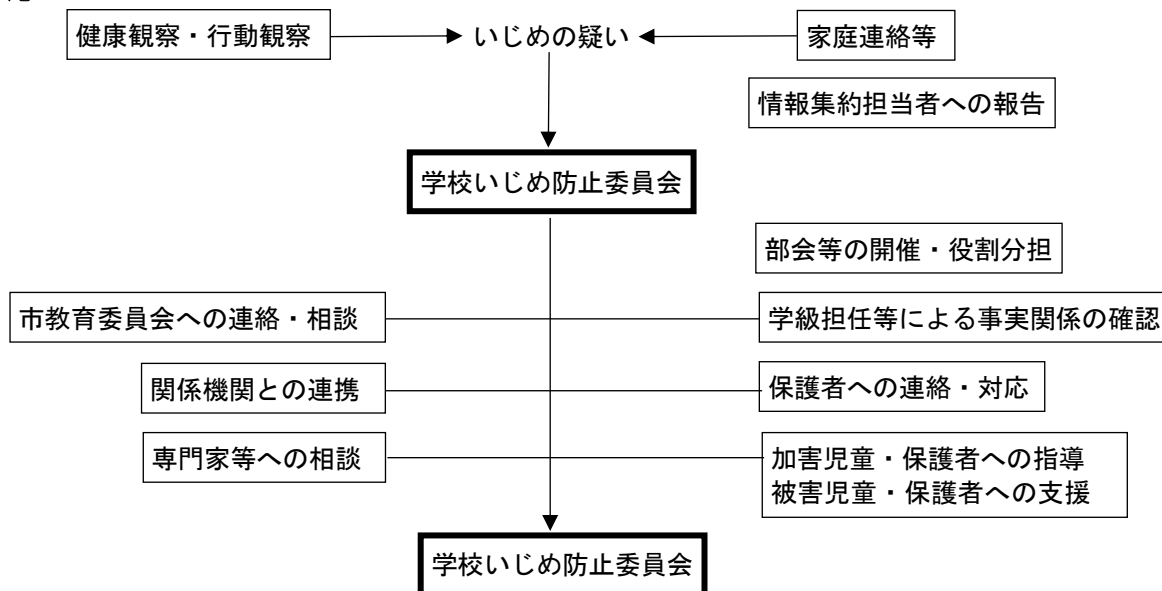 健康観察・行動観察
いじめの疑い
家庭連絡等
情報集約担当者への報告
学校いじめ防止委員会
部会等の開催・役割分担
市教育委員会への連絡・相談
学級担任等による事実関係の確認
関係機関との連携
保護者への連絡・対応
専門家等への相談
加害児童・保護者への指導
被害児童・保護者への支援
学校いじめ防止委員会